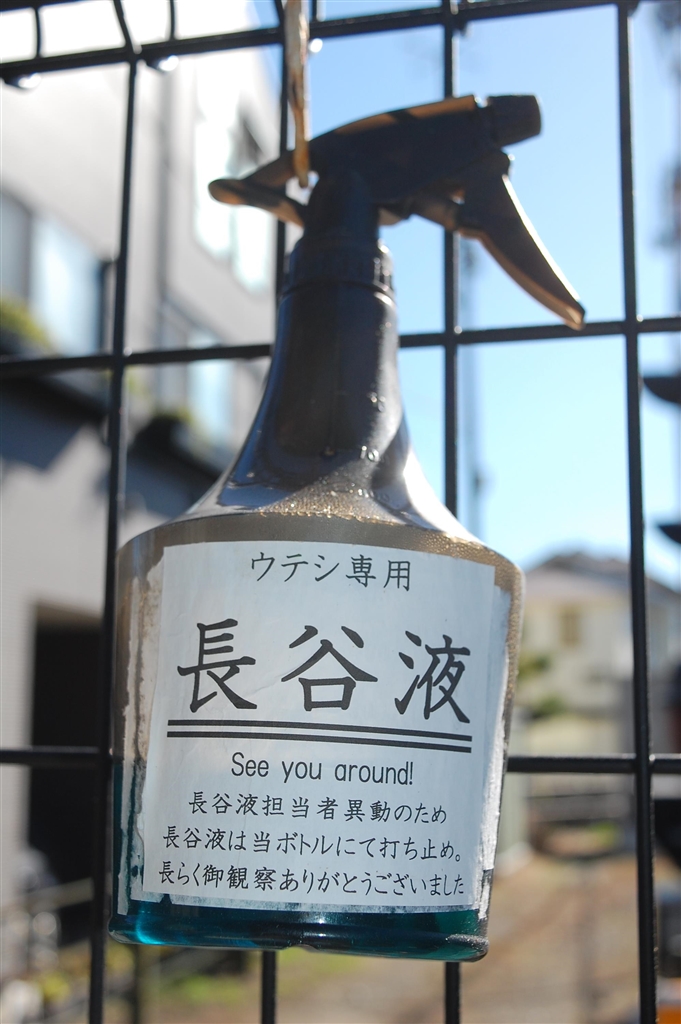 ウテシ専用
長谷液
See you around!
長谷液担当者異動のため
長谷液は当ボトルにて打ち止め。
長らく御観察ありがとうございました